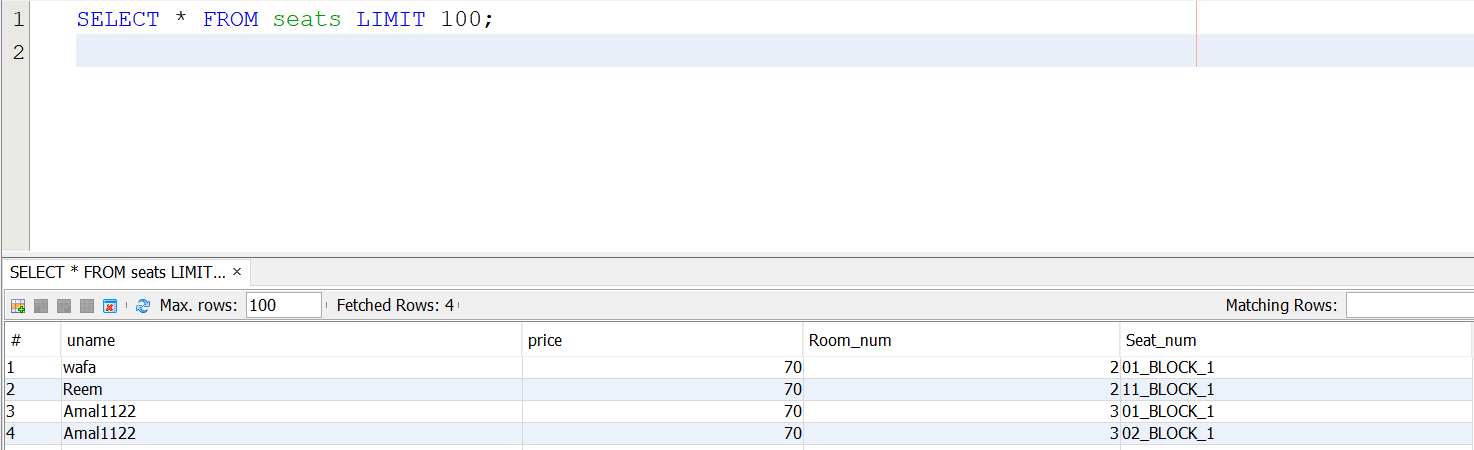 1 SELECT * FROM seats LIMIT 100;
2
SELECT * FROM seats LIMIT... ×
Max. rows: 100 Fetched Rows: 4 Matching Rows:
# uname price Room_num Seat_num
1 wafa 70 2 01_BLOCK_1
2 Reem 70 2 11_BLOCK_1
3 Amal1122 70 3 01_BLOCK_1
4 Amal1122 70 3 02_BLOCK_1